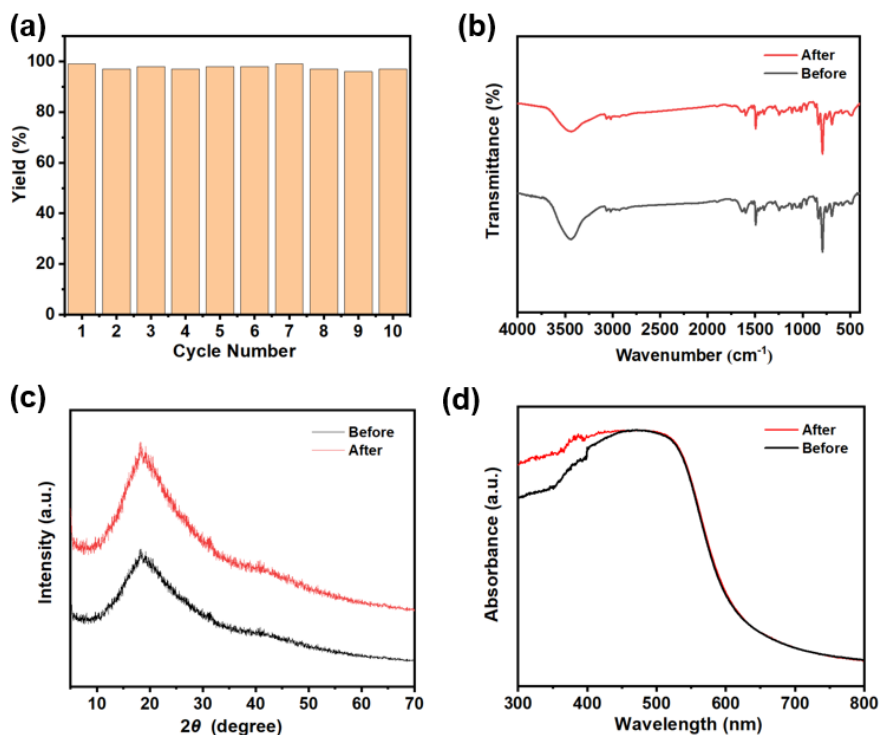 (a)
Yield (%)
100
80
60
40
20
0
1 2 3 4 5 6 7 8 9 10
Cycle Number
(b)
Transmittance (%)
After
Before
4000 3500 3000 2500 2000 1500 1000 500
Wavenumber (cm⁻¹)
(c)
Intensity (a.u.)
Before
After
10 20 30 40 50 60 70
2θ (degree)
(d)
Absorbance (a.u.)
After
Before
300 400 500 600 700 800
Wavelength (nm)